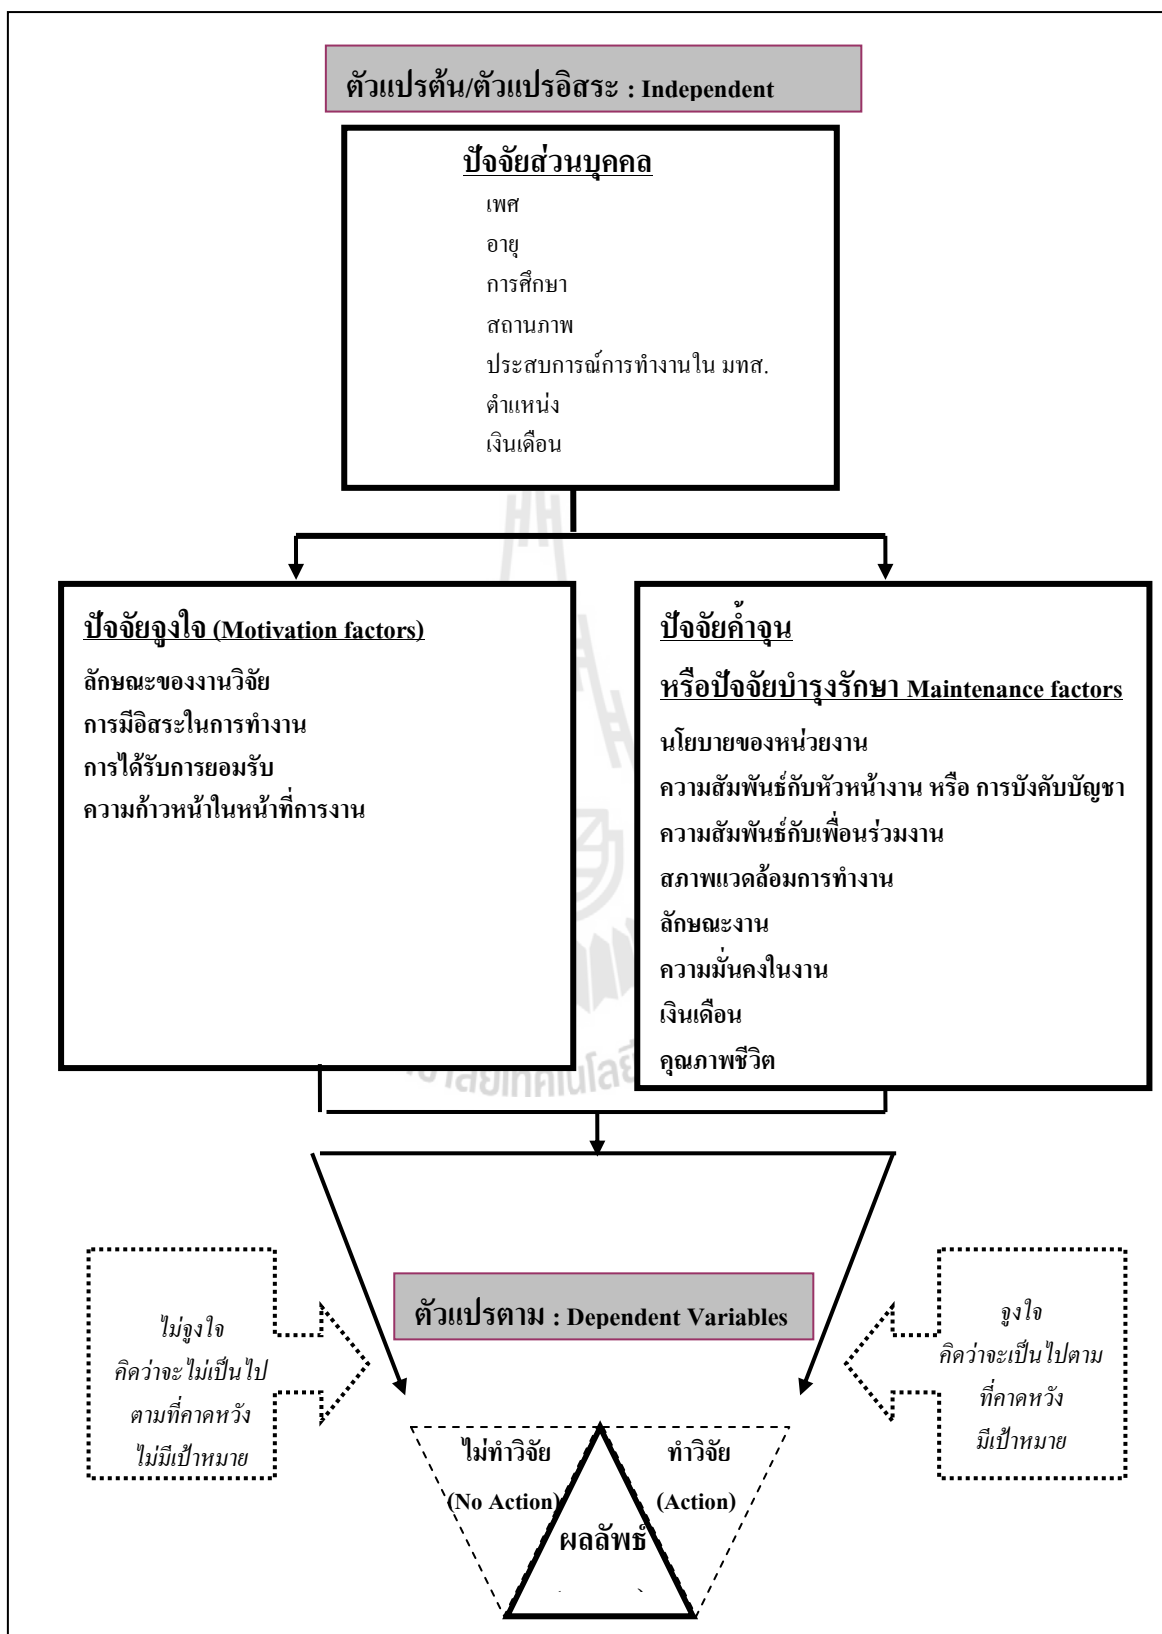 ตัวแปรต้น/ตัวแปรอิสระ : Independent
ปัจจัยส่วนบุคคล
เพศ
อายุ
การศึกษา
สถานภาพ
ประสบการณ์การทำงานใน มทส.
ตำแหน่ง
เงินเดือน
ปัจจัยจูงใจ (Motivation factors)
ลักษณะของงานวิจัย
การมีอิสระในการทำงาน
การได้รับการยอมรับ
ความก้าวหน้าในหน้าที่การงาน
ปัจจัยค้ำจุน
หรือปัจจัยบำรุงรักษา Maintenance factors
นโยบายของหน่วยงาน
ความสัมพันธ์กับหัวหน้างาน หรือ การบังคับบัญชา
ความสัมพันธ์กับเพื่อนร่วมงาน
สภาพแวดล้อมการทำงาน
ลักษณะงาน
ความมั่นคงในงาน
เงินเดือน
คุณภาพชีวิต
ไม่จูงใจ
คิดว่าจะไม่เป็นไป
ตามที่คาดหวัง
ไม่มีเป้าหมาย
ตัวแปรตาม : Dependent Variables
จูงใจ
คิดว่าจะเป็นไปตาม
ที่คาดหวัง
มีเป้าหมาย
ไม่ทำวิจัย
(No Action)
ทำวิจัย
(Action)
ผลลัพธ์